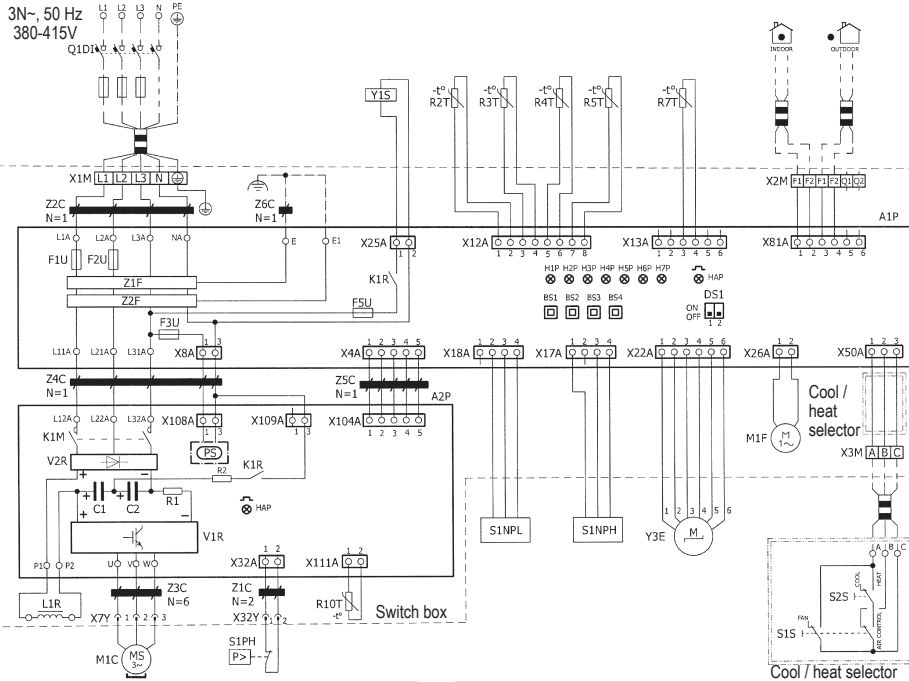 3N~, 50 Hz
380-415V
L1 L2 L3 N PE
Q1DI
INDOOR OUTDOOR
Y1S
-t° R2T -t° R3T -t° R4T -t° R5T -t° R7T
X1M L1 L2 L3 N
X2M F1 F2 F1 F2 Q1 Q2
Z2C
N=1
Z6C
N=1
A1P
L1A L2A L3A NA E E1
X25A 1 2
X12A 1 2 3 4 5 6 7 8
X13A 1 2 3 4 5 6
X81A 1 2 3 4 5 6
F1U F2U
K1R
H1P H2P H3P H4P H5P H6P H7P HAP
Z1F
Z2F
F5U
BS1 BS2 BS3 BS4
DS1
ON
OFF
1 2
F3U
L11A L21A L31A
X8A 1 3
X4A 1 2 3 4 5
X18A 1 2 3 4
X17A 1 2 3 4
X22A 1 2 3 4 5 6
X26A 1 2
X50A 1 2 3
Z4C
N=1
Z5C
N=1
A2P
Cool /
heat
selector
L12A L22A L32A
X108A 1 3
X109A 1 3
X104A 1 2 3 4 5
K1M
PS
M1F M 1~
X3M A B C
V2R
R2
K1R
+ -
+ C1 + C2 R1
HAP
+ -
V1R
S1NPL
S1NPH
1 2 3 4 5 6
Y3E M
P1 P2
U V W
X32A 1 2
X111A 1 2
A B C
L1R
Z3C
N=6
Z1C
N=2
R10T
-t°
Switch box
COOL HEAT
S2S
X7Y 1 2 3
X32Y 1 2
FAN
AIR CONTROL
S1S
S1PH
P>
M1C MS 3~
Cool / heat selector